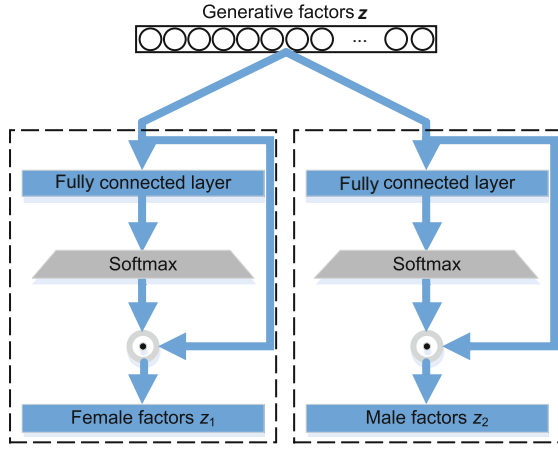 Generative factors z
...
Fully connected layer
Fully connected layer
Softmax
Softmax
Female factors z₁
Male factors z₂